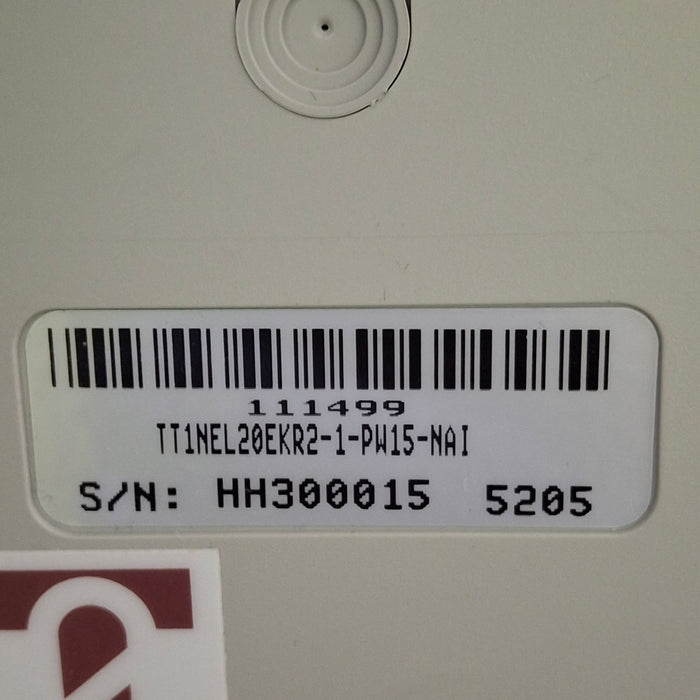 111499
TT1NEL20EKR2-1-PW15-NAI
S/N: HH300015 5205